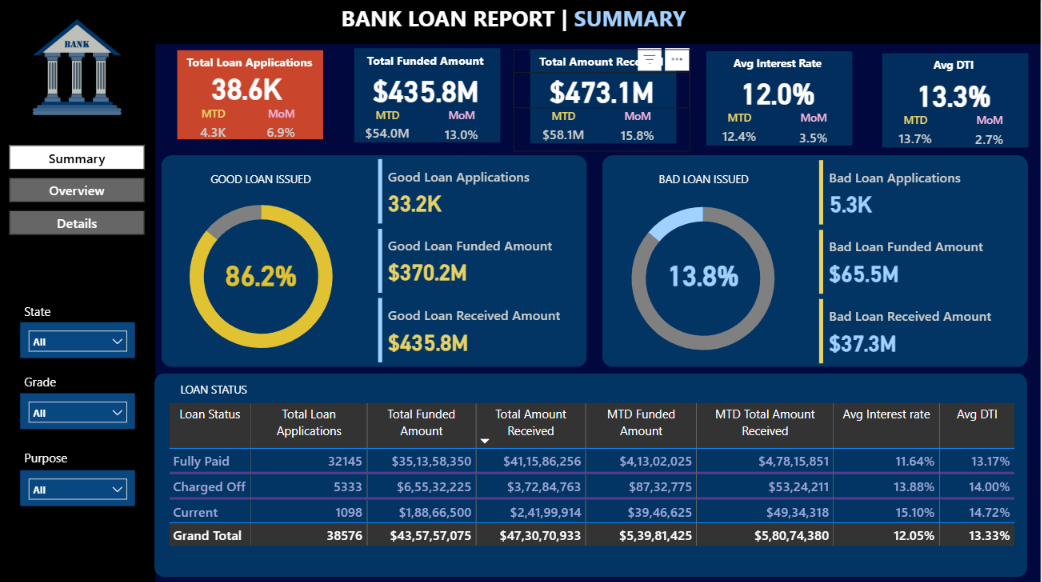 BANK LOAN REPORT | SUMMARY
BANK
Total Loan Applications
38.6K
MTD MoM
4.3K 6.9%
Total Funded Amount
$435.8M
MTD MoM
$54.0M 13.0%
Total Amount Rec
$473.1M
MTD MoM
$58.1M 15.8%
Avg Interest Rate
12.0%
MTD MoM
12.4% 3.5%
Avg DTI
13.3%
MTD MoM
13.7% 2.7%
Summary
Overview
Details
State
All
Grade
All
Purpose
All
GOOD LOAN ISSUED
86.2%
Good Loan Applications
33.2K
Good Loan Funded Amount
$370.2M
Good Loan Received Amount
$435.8M
BAD LOAN ISSUED
13.8%
Bad Loan Applications
5.3K
Bad Loan Funded Amount
$65.5M
Bad Loan Received Amount
$37.3M
LOAN STATUS
Loan Status Total Loan Total Funded Total Amount MTD Funded MTD Total Amount Avg Interest rate Avg DTI
Applications Amount Received Amount Received
Fully Paid 32145 $35,13,58,350 $41,15,86,256 $4,13,02,025 $4,78,15,851 11.64% 13.17%
Charged Off 5333 $6,55,32,225 $3,72,84,763 $87,32,775 $53,24,211 13.88% 14.00%
Current 1098 $1,88,66,500 $2,41,99,914 $39,46,625 $49,34,318 15.10% 14.72%
Grand Total 38576 $43,57,57,075 $47,30,70,933 $5,39,81,425 $5,80,74,380 12.05% 13.33%